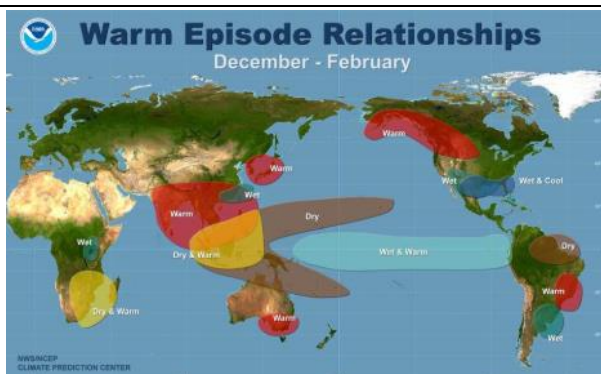 Warm Episode Relationships
December - February
Warm
Warm
Wet
Wet & Cool
Wet
Warm
Dry
Wet
Dry & Warm
Wet & Warm
Dry
Dry & Warm
Warm
Warm
Wet
NWS/NCEP
CLIMATE PREDICTION CENTER